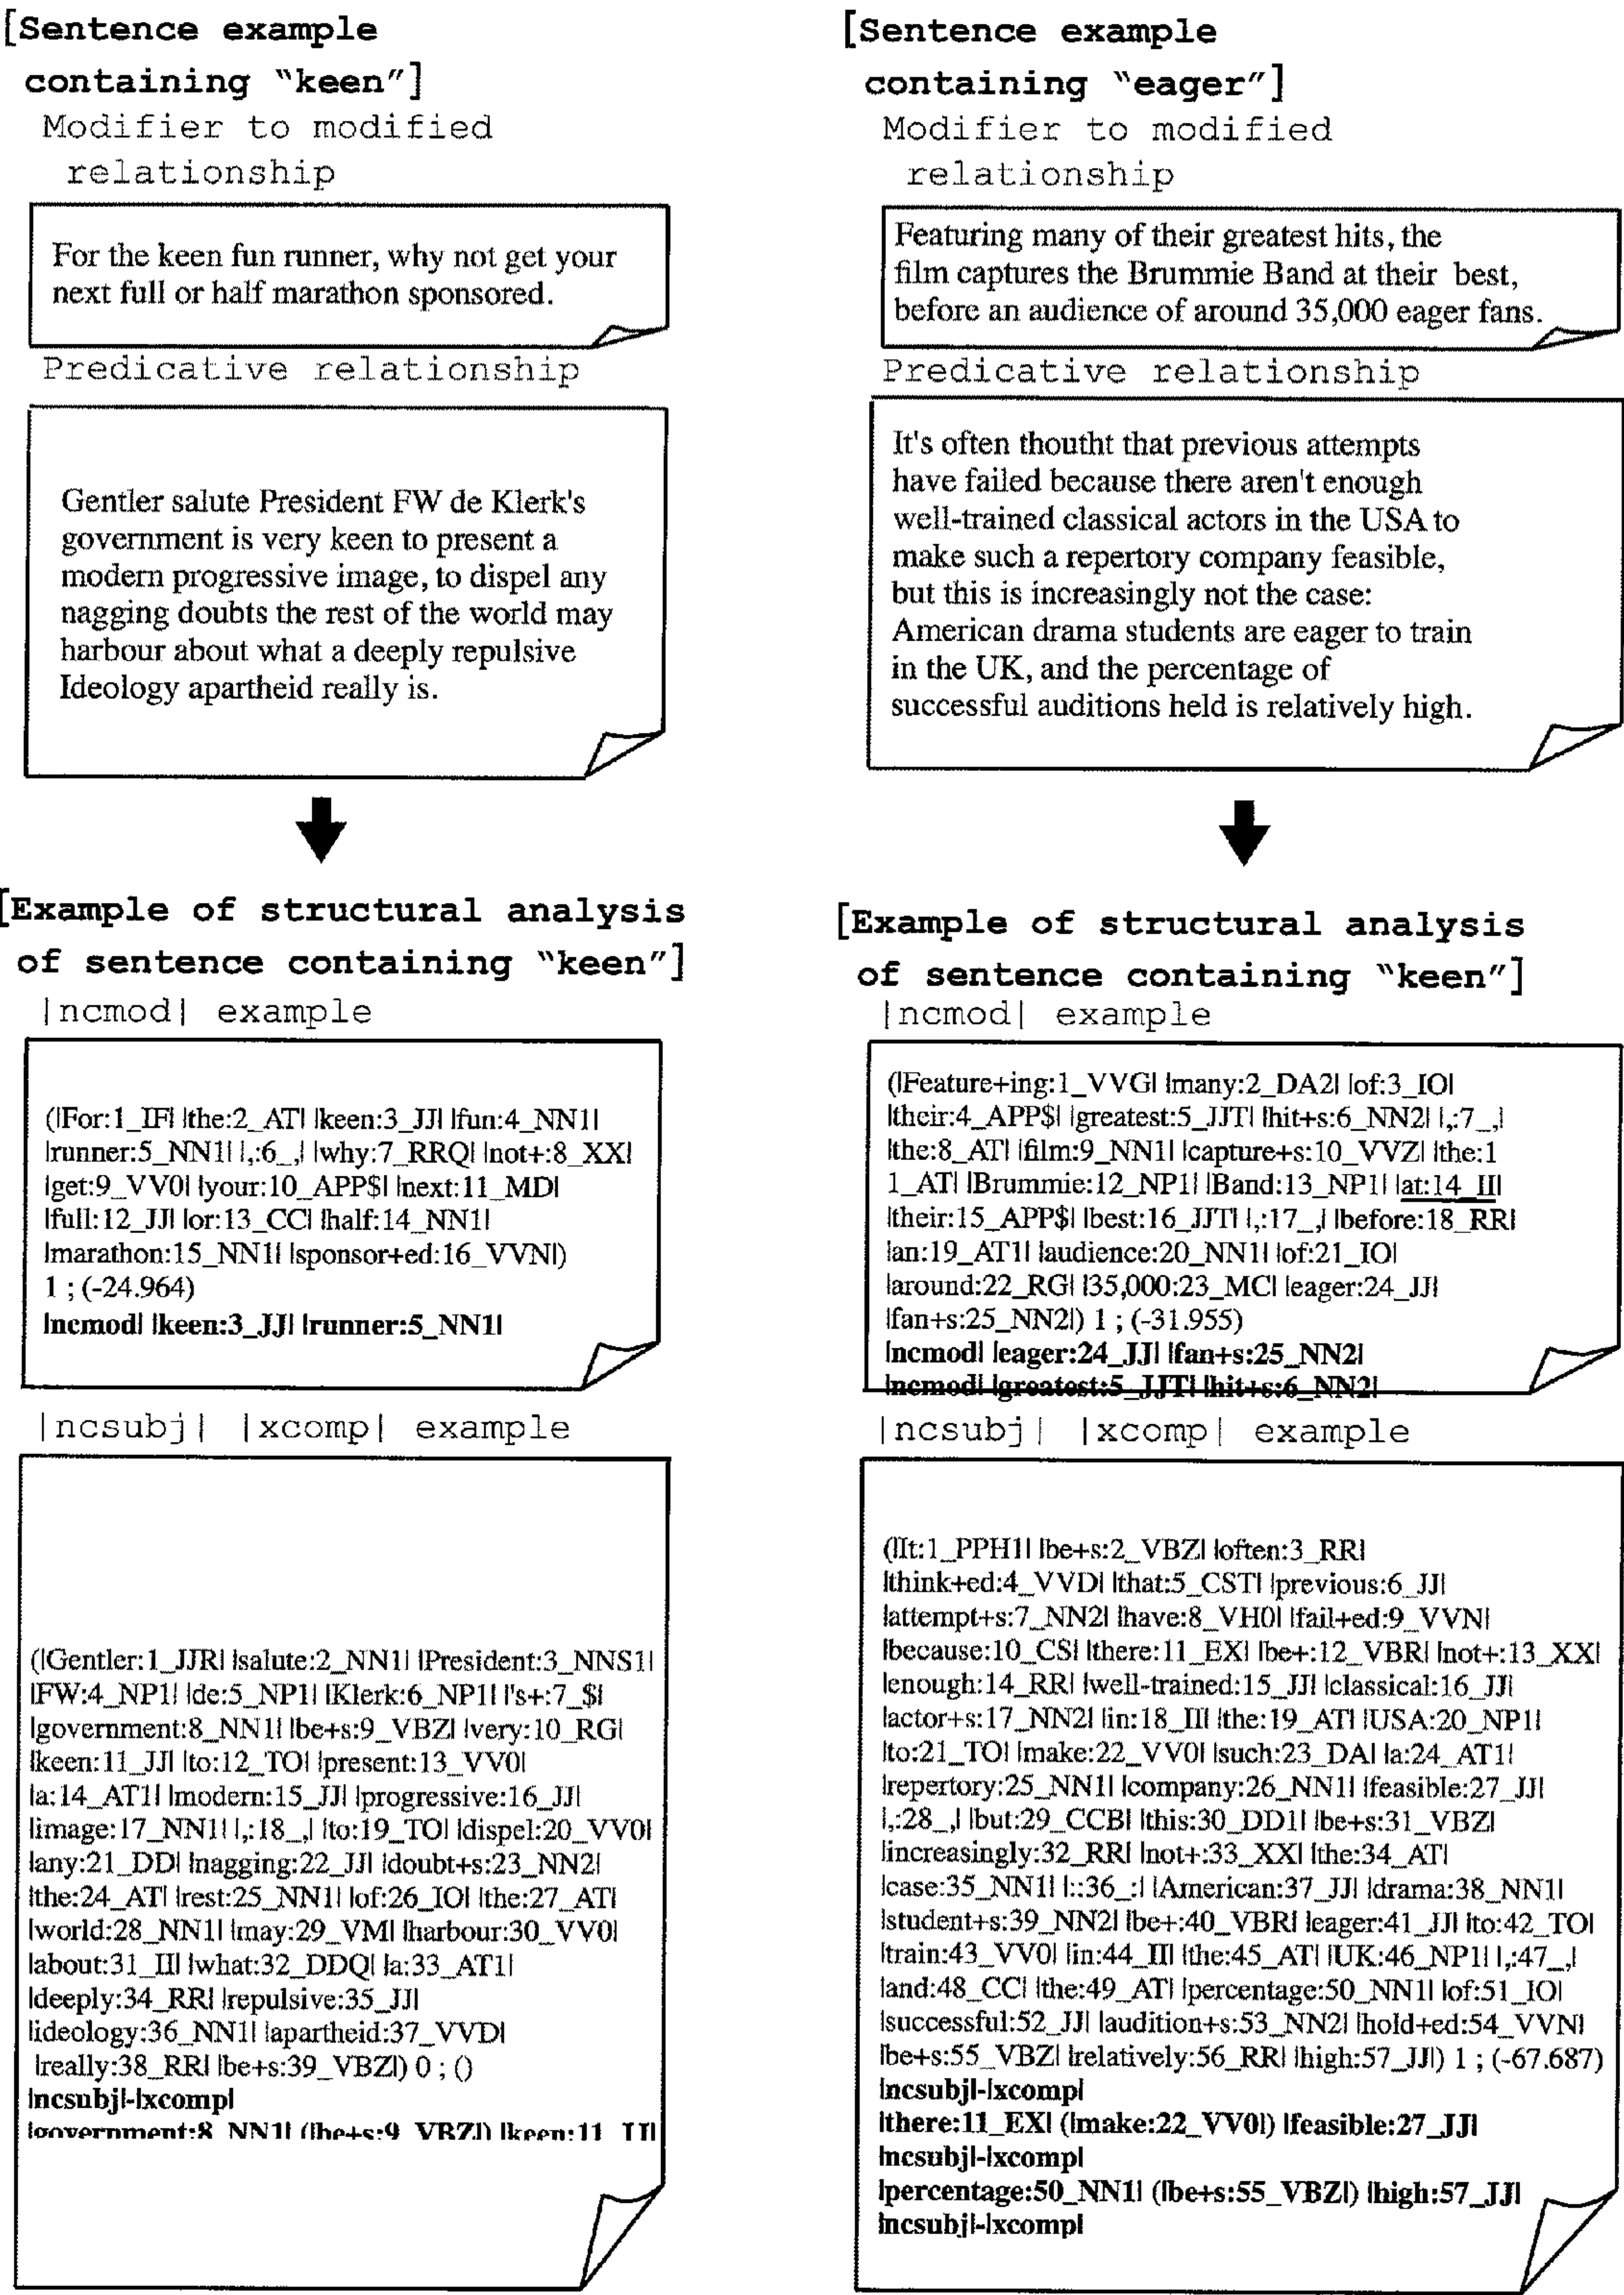 [Sentence example
containing “keen”]
Modifier to modified
relationship
For the keen fun runner, why not get your
next full or half marathon sponsored.
Predicative relationship
Gentler salute President FW de Klerk's
government is very keen to present a
modern progressive image, to dispel any
nagging doubts the rest of the world may
harbour about what a deeply repulsive
Ideology apartheid really is.
[Example of structural analysis
of sentence containing “keen”]
|ncmod| example
(|For:1_IF| |the:2_AT| |keen:3_JJ| |fun:4_NN1|
|runner:5_NN1| |,:6_,| |why:7_RRQ| |not+:8_XX|
|get:9_VV0| |your:10_APP$| |next:11_MD|
|full:12_JJ| |or:13_CC| |half:14_NN1|
|marathon:15_NN1| |sponsor+ed:16_VVN|)
1 ; (-24.964)
|ncmod| |keen:3_JJ| |runner:5_NN1|
|ncsubj| |xcomp| example
(|Gentler:1_JJR| |salute:2_NN1| |President:3_NNS1|
|FW:4_NP1| |de:5_NP1| |Klerk:6_NP1| |'s+:7_$|
|government:8_NN1| |be+s:9_VBZ| |very:10_RG|
|keen:11_JJ| |to:12_TO| |present:13_VV0|
|a:14_AT1| |modern:15_JJ| |progressive:16_JJ|
|image:17_NN1| |,:18_,| |to:19_TO| |dispel:20_VV0|
|any:21_DD| |nagging:22_JJ| |doubt+s:23_NN2|
|the:24_AT| |rest:25_NN1| |of:26_IO| |the:27_AT|
|world:28_NN1| |may:29_VM| |harbour:30_VV0|
|about:31_II| |what:32_DDQ| |a:33_AT1|
|deeply:34_RR| |repulsive:35_JJ|
|ideology:36_NN1| |apartheid:37_VVD|
|really:38_RR| |be+s:39_VBZ|) 0 ; ()
|ncsubj|-|xcomp|
|government:8_NN1| (|be+s:9_VBZ|) |keen:11_JJ|
[Sentence example
containing “eager”]
Modifier to modified
relationship
Featuring many of their greatest hits, the
film captures the Brummie Band at their best,
before an audience of around 35,000 eager fans.
Predicative relationship
It's often thoutht that previous attempts
have failed because there aren't enough
well-trained classical actors in the USA to
make such a repertory company feasible,
but this is increasingly not the case:
American drama students are eager to train
in the UK, and the percentage of
successful auditions held is relatively high.
[Example of structural analysis
of sentence containing “keen”]
|ncmod| example
(|Feature+ing:1_VVG| |many:2_DA2| |of:3_IO|
|their:4_APP$| |greatest:5_JJT| |hit+s:6_NN2| |,:7_,|
|the:8_AT| |film:9_NN1| |capture+s:10_VVZ| |the:1
1_AT| |Brummie:12_NP1| |Band:13_NP1| |at:14_II|
|their:15_APP$| |best:16_JJT| |,:17_,| |before:18_RR|
|an:19_AT1| |audience:20_NN1| |of:21_IO|
|around:22_RG| |35,000:23_MC| |eager:24_JJ|
|fan+s:25_NN2|) 1 ; (-31.955)
|ncmod| |eager:24_JJ| |fan+s:25_NN2|
|ncmod| |greatest:5_JJT| |hit+s:6_NN2|
|ncsubj| |xcomp| example
(|It:1_PPH1| |be+s:2_VBZ| |often:3_RR|
|think+ed:4_VVD| |that:5_CST| |previous:6_JJ|
|attempt+s:7_NN2| |have:8_VH0| |fail+ed:9_VVN|
|because:10_CS| |there:11_EX| |be+:12_VBR| |not+:13_XX|
|enough:14_RR| |well-trained:15_JJ| |classical:16_JJ|
|actor+s:17_NN2| |in:18_II| |the:19_AT| |USA:20_NP1|
|to:21_TO| |make:22_VV0| |such:23_DA| |a:24_AT1|
|repertory:25_NN1| |company:26_NN1| |feasible:27_JJ|
|,:28_,| |but:29_CCB| |this:30_DD1| |be+s:31_VBZ|
|increasingly:32_RR| |not+:33_XX| |the:34_AT|
|case:35_NN1| |::36_:| |American:37_JJ| |drama:38_NN1|
|student+s:39_NN2| |be+:40_VBR| |eager:41_JJ| |to:42_TO|
|train:43_VV0| |in:44_II| |the:45_AT| |UK:46_NP1| |,:47_,|
|and:48_CC| |the:49_AT| |percentage:50_NN1| |of:51_IO|
|successful:52_JJ| |audition+s:53_NN2| |hold+ed:54_VVN|
|be+s:55_VBZ| |relatively:56_RR| |high:57_JJ|) 1 ; (-67.687)
|ncsubj|-|xcomp|
|there:11_EX| (|make:22_VV0|) |feasible:27_JJ|
|ncsubj|-|xcomp|
|percentage:50_NN1| (|be+s:55_VBZ|) |high:57_JJ|
|ncsubj|-|xcomp|